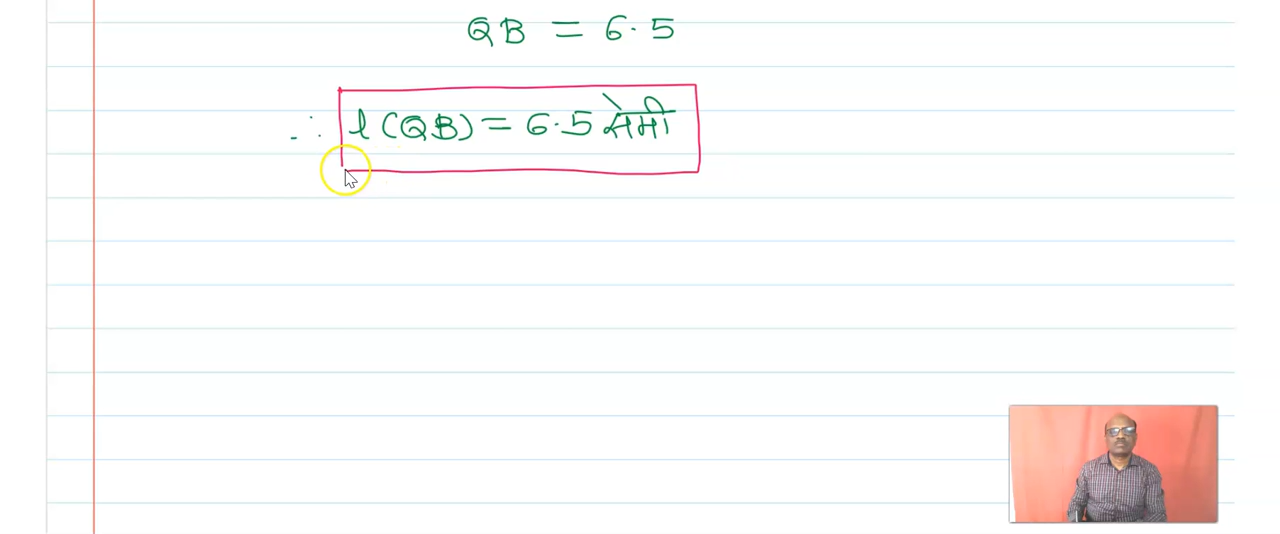 QB = 6.5
∴ l (QB) = 6.5 सेमी